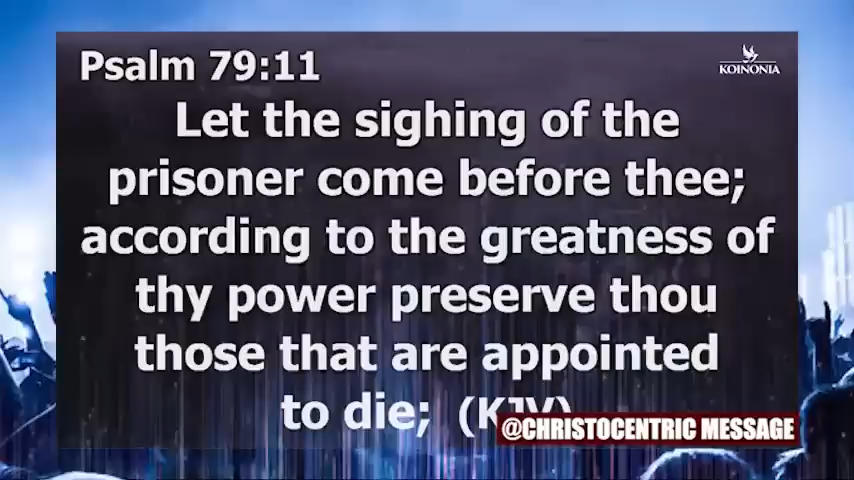 Psalm 79:11
KOINONIA
Let the sighing of the
prisoner come before thee;
according to the greatness of
thy power preserve thou
those that are appointed
to die; (KJV)
@CHRISTOCENTRIC MESSAGE